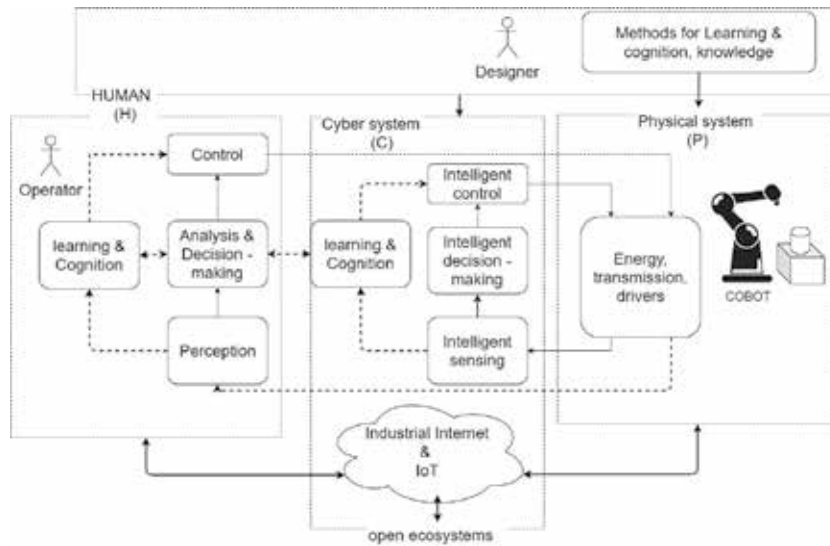 Methods for Learning &
cognition, knowledge
Designer
HUMAN
(H)
Operator
Control
learning &
Cognition
Analysis &
Decision -
making
Perception
Cyber system
(C)
Intelligent
control
learning &
Cognition
Intelligent
decision -
making
Intelligent
sensing
Physical system
(P)
Energy,
transmission,
drivers
COBOT
Industrial Internet
&
IoT
open ecosystems